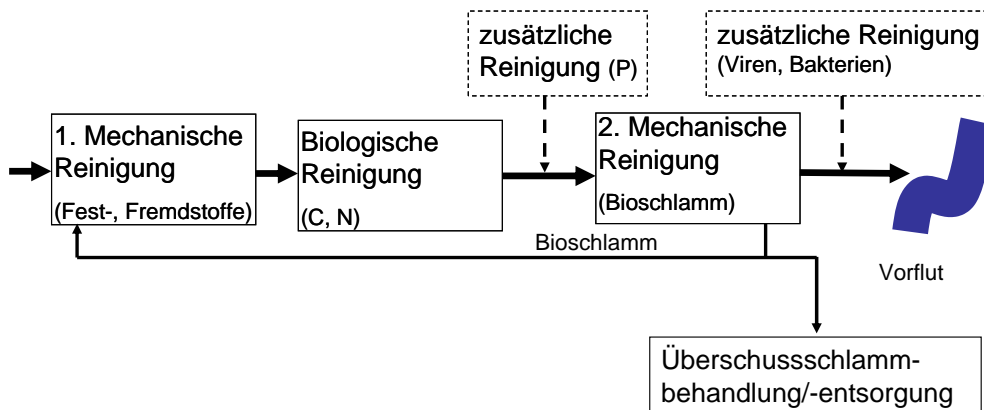 zusätzliche
Reinigung (P)
zusätzliche Reinigung
(Viren, Bakterien)
1. Mechanische
Reinigung
(Fest-, Fremdstoffe)
Biologische
Reinigung
(C, N)
2. Mechanische
Reinigung
(Bioschlamm)
Bioschlamm
Vorflut
Überschussschlamm-
behandlung/-entsorgung